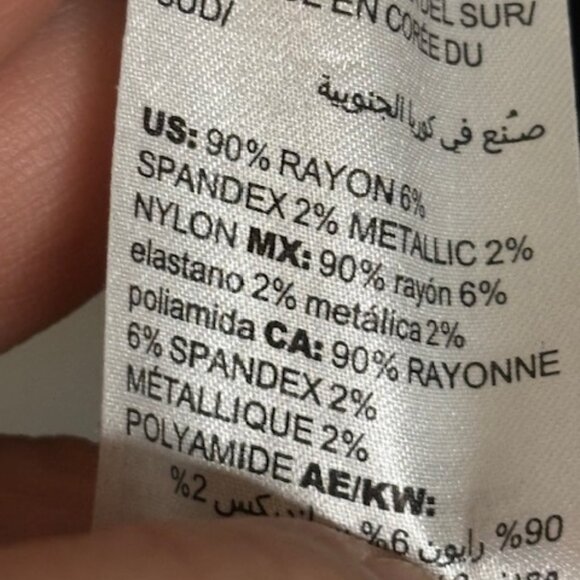 SUR/
SUD/ EN CORÉE DU
صُنع في كوريا الجنوبية
US: 90% RAYON 6%
SPANDEX 2% METALLIC 2%
NYLON MX: 90% rayón 6%
elastano 2% metálica 2%
poliamida CA: 90% RAYONNE
6% SPANDEX 2%
MÉTALLIQUE 2%
POLYAMIDE AE/KW:
90% رايون 6% 2%